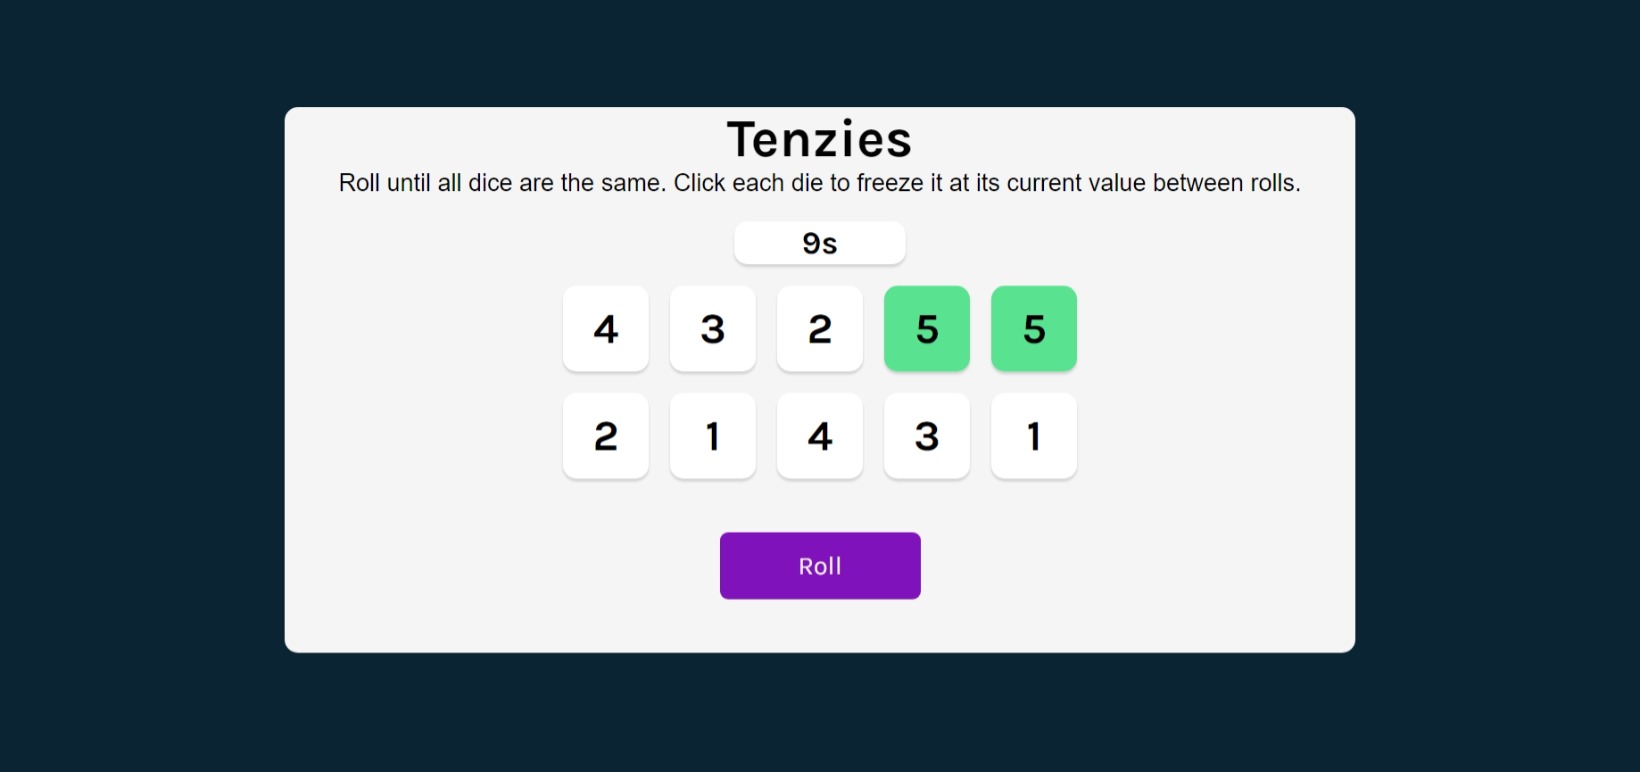 Tenzies
Roll until all dice are the same. Click each die to freeze it at its current value between rolls.
9s
4 3 2 5 5
2 1 4 3 1
Roll